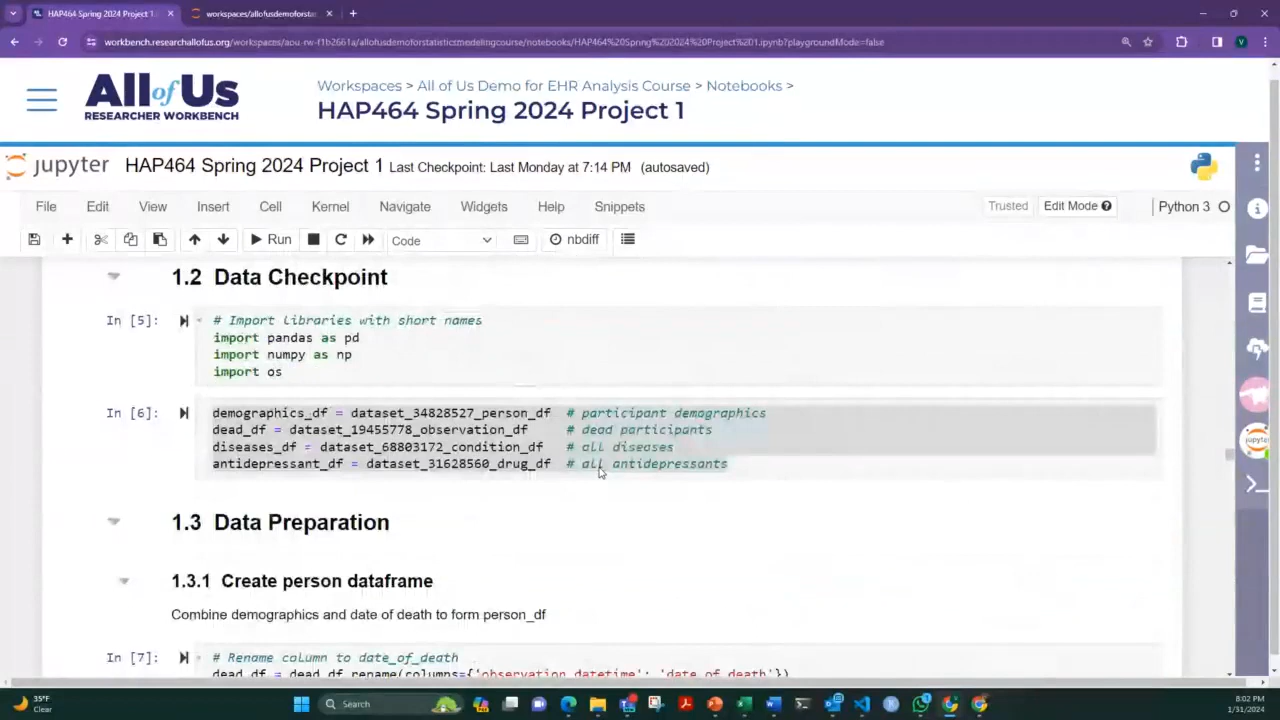 HAP464 Spring 2024 Project 1
workspaces/allofusdemoforstat
workbench.researchallofus.org/workspaces/aou-rw-f1b2661a/allofusdemoforstatisticsmodelingcourse/notebooks/HAP464%20Spring%202024%20Project%201.ipynb?playgroundMode=false
V
All of Us
RESEARCHER WORKBENCH
Workspaces > All of Us Demo for EHR Analysis Course > Notebooks >
HAP464 Spring 2024 Project 1
jupyter HAP464 Spring 2024 Project 1 Last Checkpoint: Last Monday at 7:14 PM (autosaved)
File Edit View Insert Cell Kernel Navigate Widgets Help Snippets Trusted Edit Mode Python 3
Run Code nbdiff
1.2 Data Checkpoint
In [5]: # Import libraries with short names
import pandas as pd
import numpy as np
import os
In [6]: demographics_df = dataset_34828527_person_df # participant demographics
dead_df = dataset_19455778_observation_df # dead participants
diseases_df = dataset_68803172_condition_df # all diseases
antidepressant_df = dataset_31628560_drug_df # all antidepressants
1.3 Data Preparation
1.3.1 Create person dataframe
Combine demographics and date of death to form person_df
In [7]: # Rename column to date_of_death
dead_df = dead_df.rename(columns={'observation_datetime': 'date_of_death'})
jupyter
35°F
Clear
Search
8:02 PM
1/31/2024